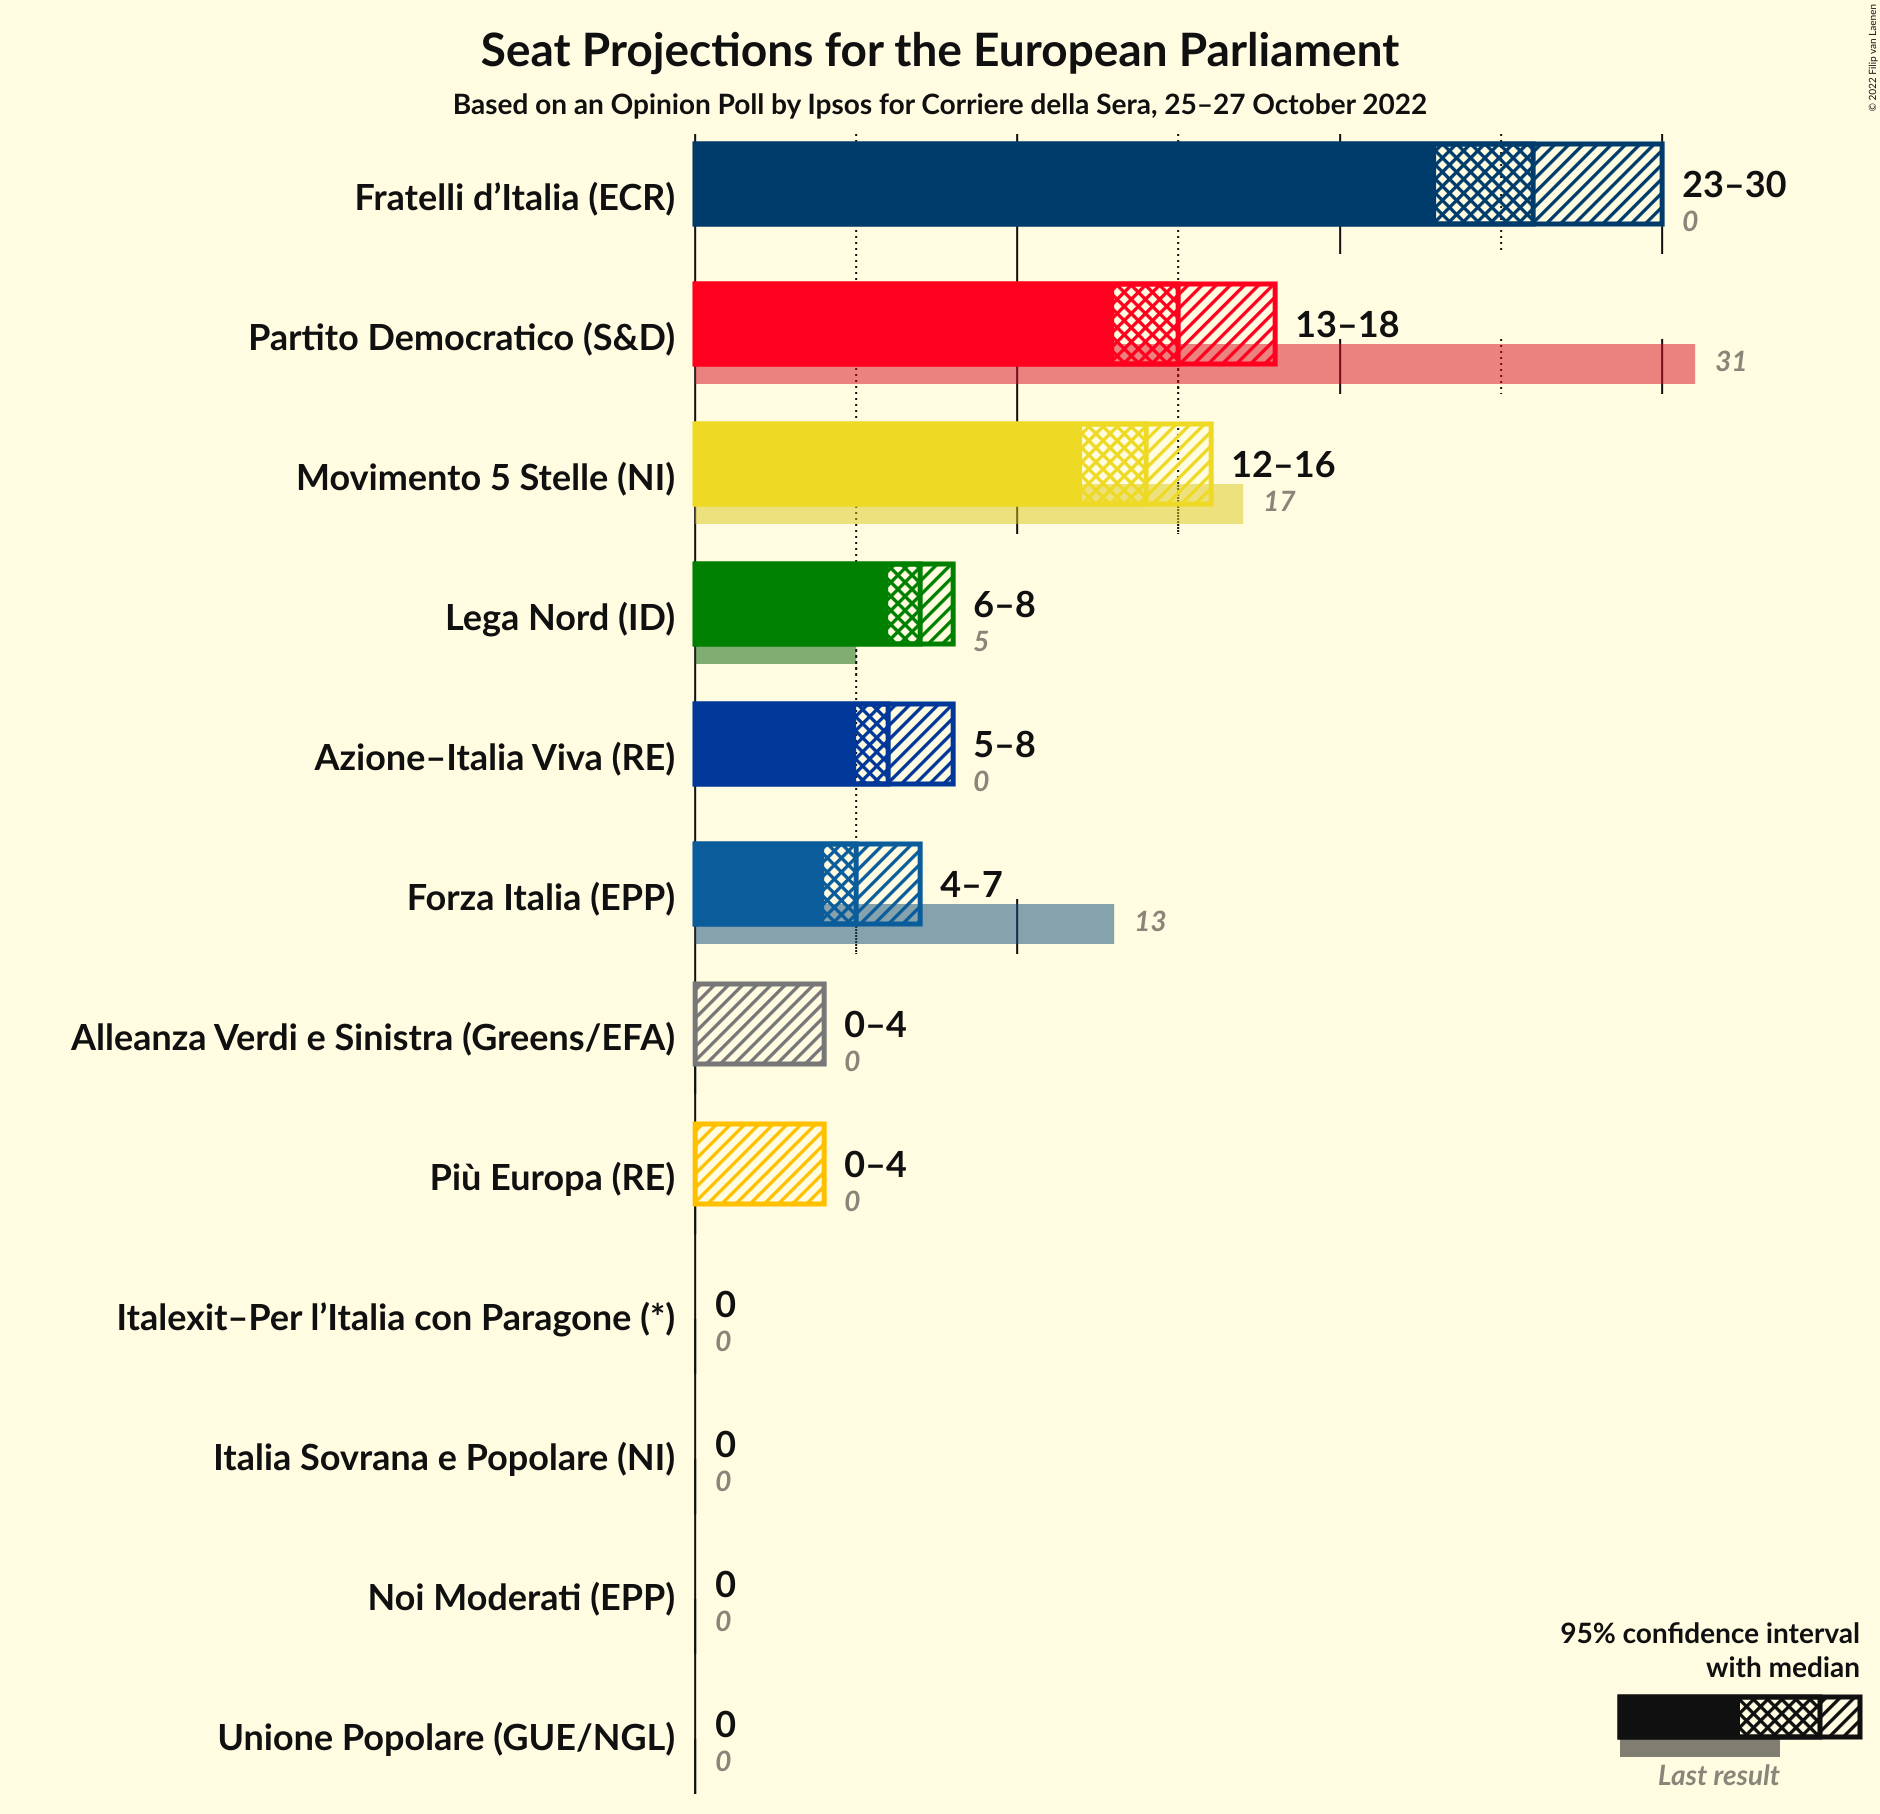 Seat Projections for the European Parliament
Based on an Opinion Poll by Ipsos for Corriere della Sera, 25–27 October 2022
© 2022 Filip van Laenen
Fratelli d’Italia (ECR)
23–30
0
Partito Democratico (S&D)
13–18
31
Movimento 5 Stelle (NI)
12–16
17
Lega Nord (ID)
6–8
5
Azione–Italia Viva (RE)
5–8
0
Forza Italia (EPP)
4–7
13
Alleanza Verdi e Sinistra (Greens/EFA)
0–4
0
Più Europa (RE)
0–4
0
Italexit–Per l’Italia con Paragone (*)
0
0
Italia Sovrana e Popolare (NI)
0
0
Noi Moderati (EPP)
0
0
Unione Popolare (GUE/NGL)
0
0
95% confidence interval
with median
Last result